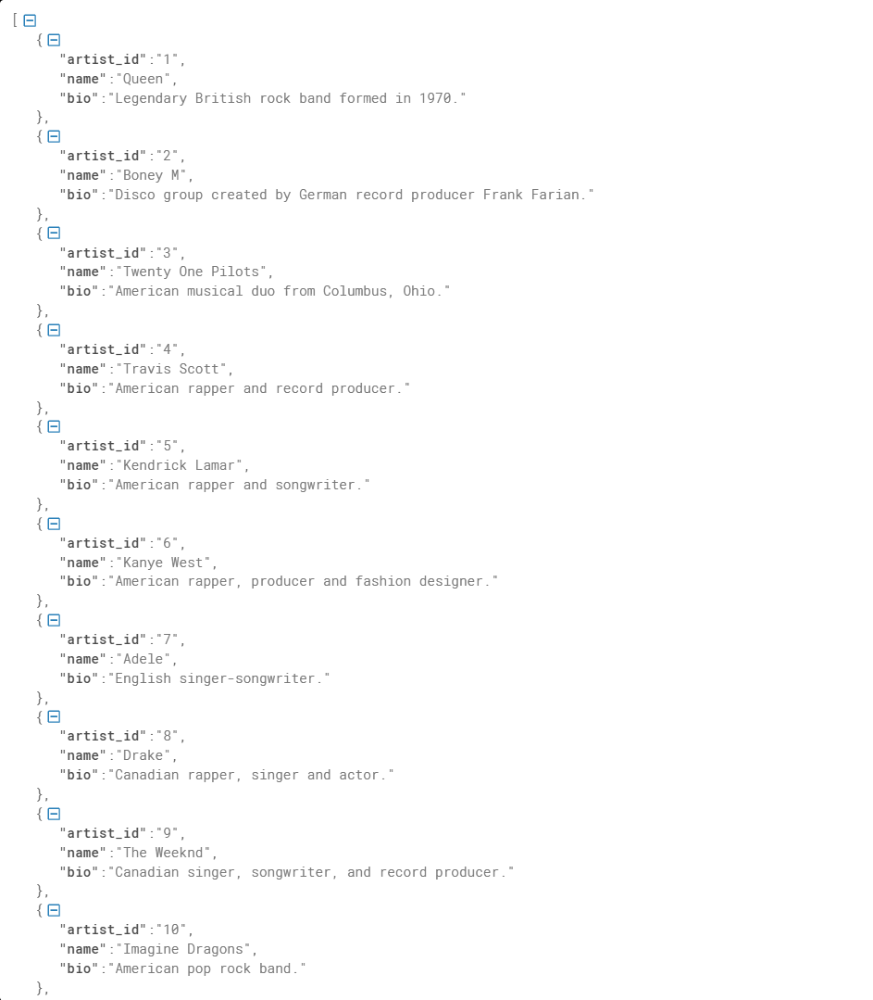 [
{
"artist_id":"1",
"name":"Queen",
"bio":"Legendary British rock band formed in 1970."
},
{
"artist_id":"2",
"name":"Boney M",
"bio":"Disco group created by German record producer Frank Farian."
},
{
"artist_id":"3",
"name":"Twenty One Pilots",
"bio":"American musical duo from Columbus, Ohio."
},
{
"artist_id":"4",
"name":"Travis Scott",
"bio":"American rapper and record producer."
},
{
"artist_id":"5",
"name":"Kendrick Lamar",
"bio":"American rapper and songwriter."
},
{
"artist_id":"6",
"name":"Kanye West",
"bio":"American rapper, producer and fashion designer."
},
{
"artist_id":"7",
"name":"Adele",
"bio":"English singer-songwriter."
},
{
"artist_id":"8",
"name":"Drake",
"bio":"Canadian rapper, singer and actor."
},
{
"artist_id":"9",
"name":"The Weeknd",
"bio":"Canadian singer, songwriter, and record producer."
},
{
"artist_id":"10",
"name":"Imagine Dragons",
"bio":"American pop rock band."
},